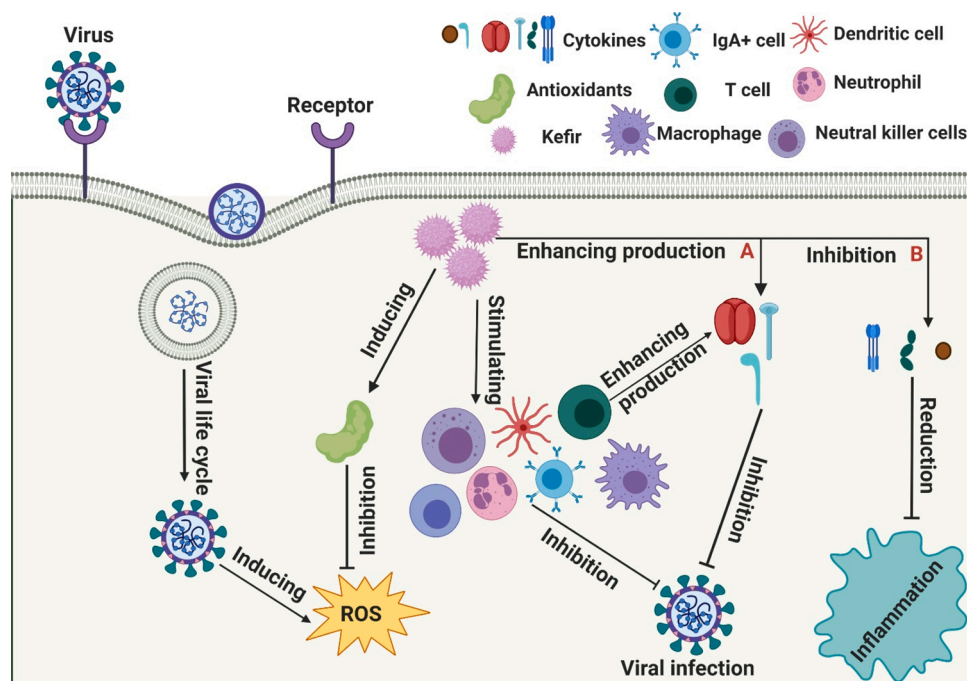 Virus
Receptor
Cytokines
IgA+ cell
Dendritic cell
Antioxidants
T cell
Neutrophil
Kefir
Macrophage
Neutral killer cells
Enhancing production A
Inhibition B
Inducing
Stimulating
Enhancing
production
Viral life cycle
Inhibition
Inhibition
Inhibition
Reduction
Inducing
ROS
Viral infection
Inflammation